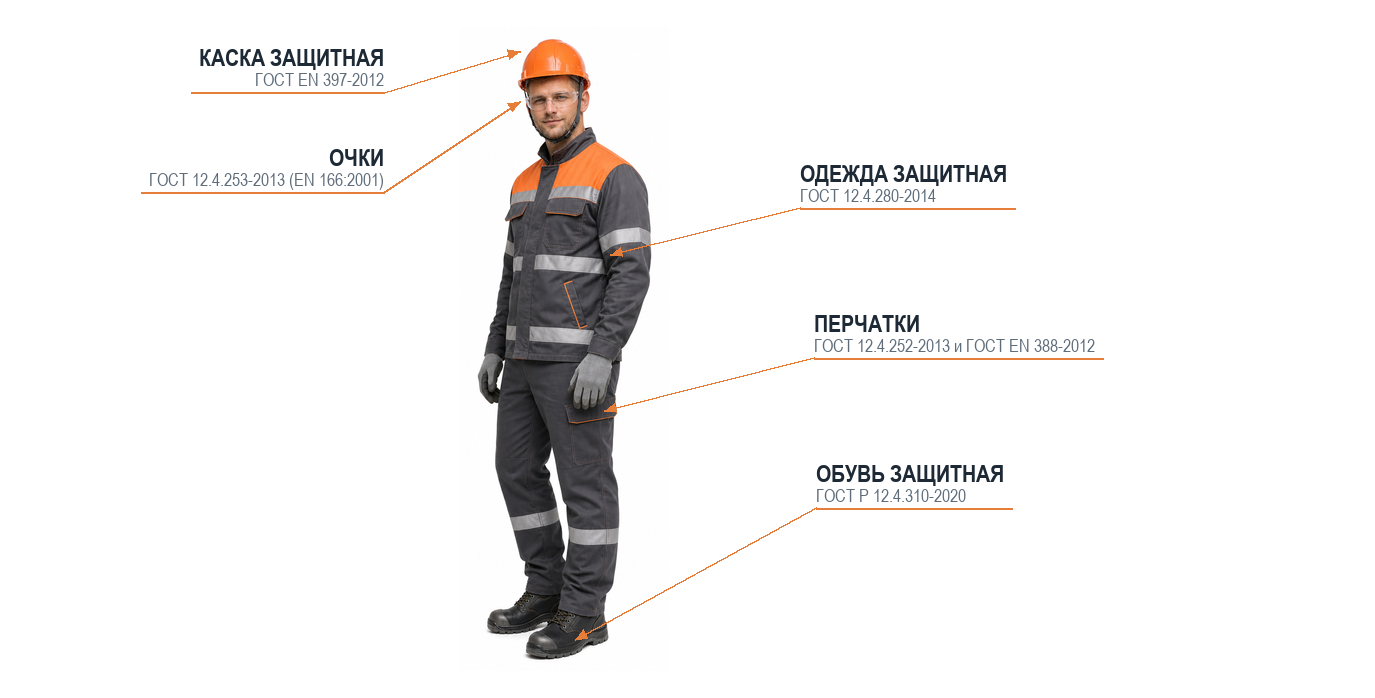 КАСКА ЗАЩИТНАЯ
ГОСТ EN 397-2012
ОЧКИ
ГОСТ 12.4.253-2013 (EN 166:2001)
ОДЕЖДА ЗАЩИТНАЯ
ГОСТ 12.4.280-2014
ПЕРЧАТКИ
ГОСТ 12.4.252-2013 и ГОСТ EN 388-2012
ОБУВЬ ЗАЩИТНАЯ
ГОСТ Р 12.4.310-2020